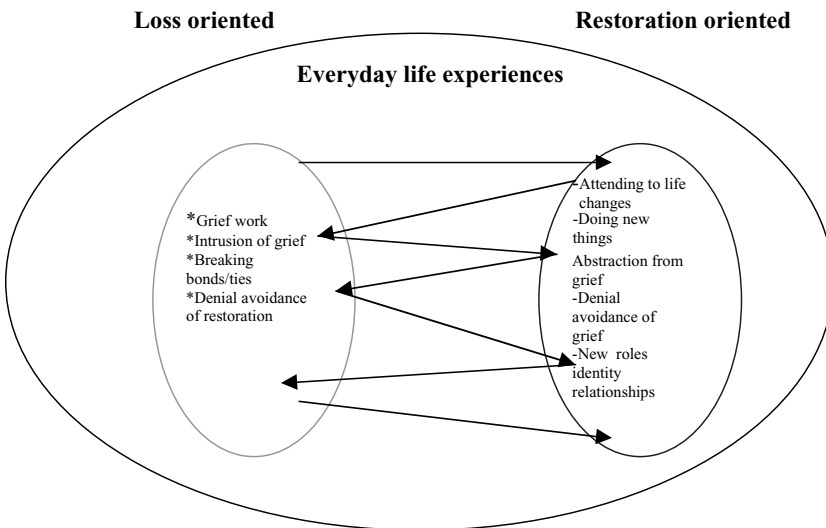 Loss oriented
Restoration oriented
Everyday life experiences
*Grief work
*Intrusion of grief
*Breaking
bonds/ties
*Denial avoidance
of restoration
-Attending to life
changes
-Doing new
things
Abstraction from
grief
-Denial
avoidance of
grief
-New roles
identity
relationships